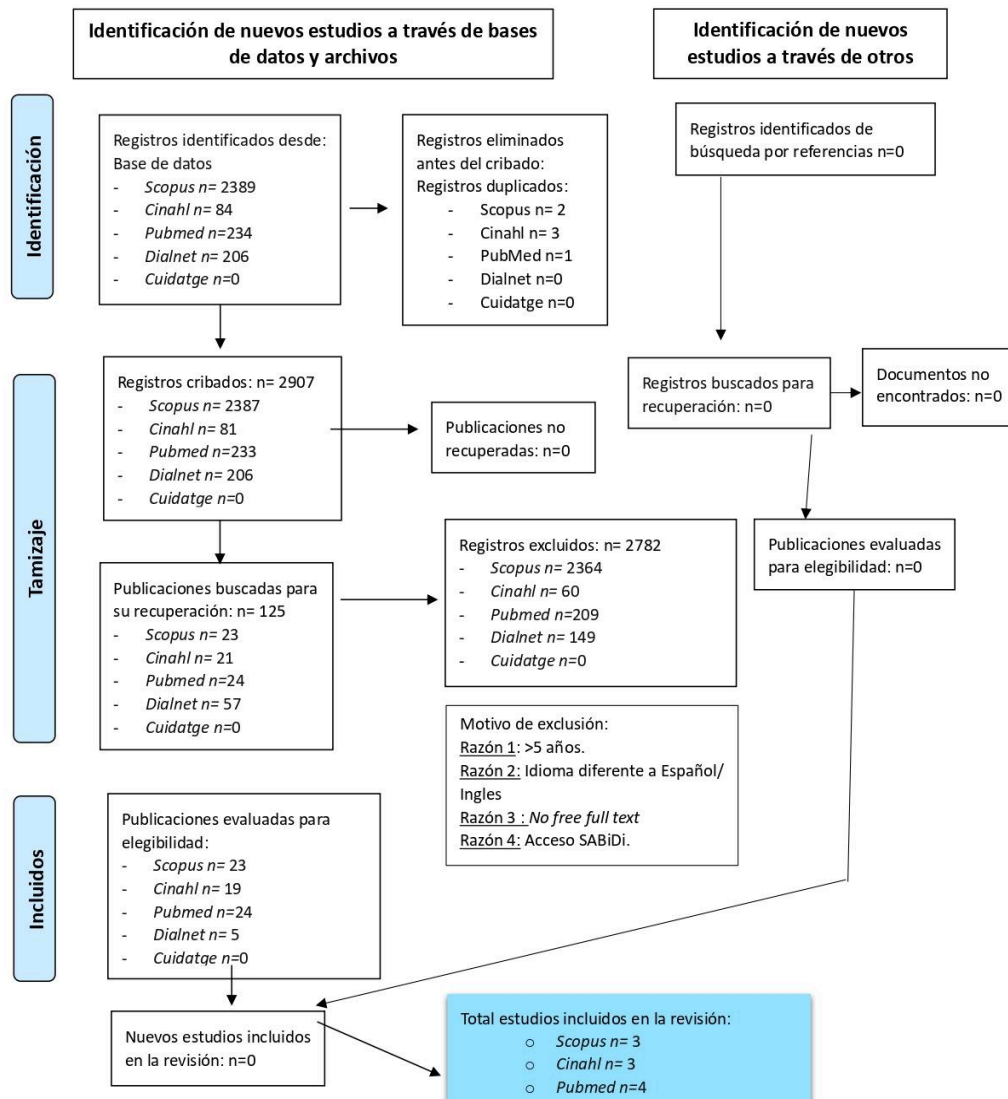 Identificación de nuevos estudios a través de bases
de datos y archivos
Identificación de nuevos
estudios a través de otros
Identificación
Registros identificados desde:
Base de datos
- Scopus n= 2389
- Cinahl n= 84
- Pubmed n=234
- Dialnet n= 206
- Cuidatge n=0
Registros eliminados
antes del cribado:
Registros duplicados:
- Scopus n= 2
- Cinahl n= 3
- PubMed n=1
- Dialnet n=0
- Cuidatge n=0
Registros identificados de
búsqueda por referencias n=0
Tamizaje
Registros cribados: n= 2907
- Scopus n= 2387
- Cinahl n= 81
- Pubmed n=233
- Dialnet n= 206
- Cuidatge n=0
Publicaciones no
recuperadas: n=0
Registros buscados para
recuperación: n=0
Documentos no
encontrados: n=0
Publicaciones buscadas para
su recuperación: n= 125
- Scopus n= 23
- Cinahl n= 21
- Pubmed n=24
- Dialnet n= 57
- Cuidatge n=0
Registros excluidos: n= 2782
- Scopus n= 2364
- Cinahl n= 60
- Pubmed n=209
- Dialnet n= 149
- Cuidatge n=0
Publicaciones evaluadas
para elegibilidad: n=0
Motivo de exclusión:
Razón 1: >5 años.
Razón 2: Idioma diferente a Español/
Ingles
Razón 3 : No free full text
Razón 4: Acceso SABiDi.
Incluidos
Publicaciones evaluadas para
elegibilidad:
- Scopus n= 23
- Cinahl n= 19
- Pubmed n= 24
- Dialnet n= 5
- Cuidatge n=0
Nuevos estudios incluidos
en la revisión: n=0
Total estudios incluidos en la revisión:
○ Scopus n= 3
○ Cinahl n= 3
○ Pubmed n=4